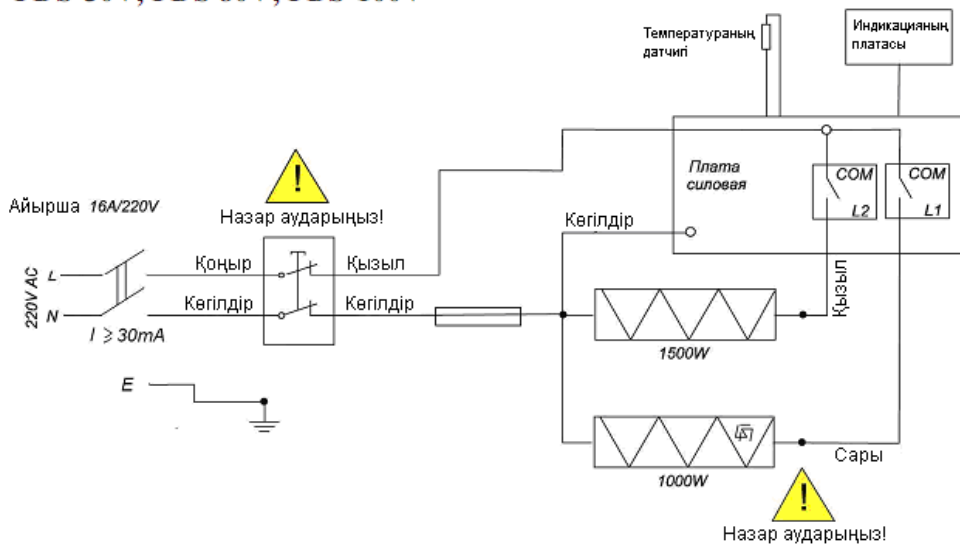 Температураның
датчигі
Индикацияның
платасы
Плата
силовая
COM
L2
COM
L1
Назар аударыңыз!
Айырша 16A/220V
Көгілдір
220V AC
L
N
Қоңыр
Қызыл
Көгілдір
Көгілдір
I ⩾ 30mA
Қызыл
1500W
E
Сары
1000W
Назар аударыңыз!